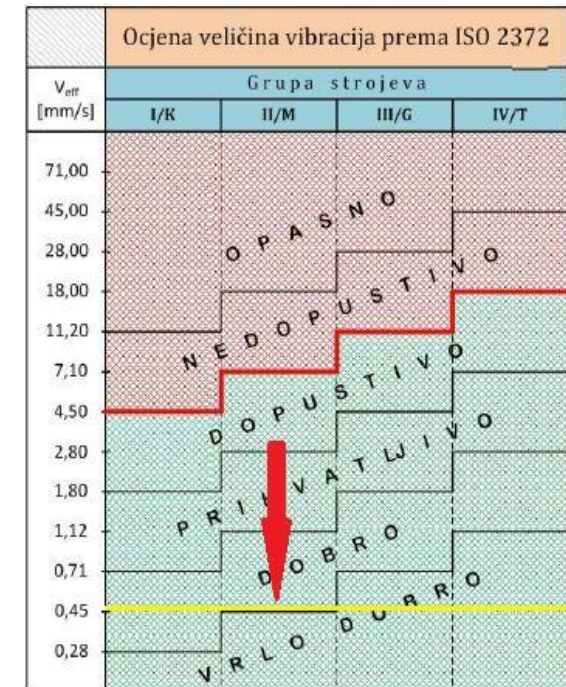 Ocjena veličina vibracija prema ISO 2372
Veff
[mm/s]
Grupa strojeva
I/K II/M III/G IV/T
71,00
45,00
28,00
18,00
11,20
7,10
4,50
2,80
1,80
1,12
0,71
0,45
0,28
OPASNO
NEDOPUSTIVO
DOPUSTIVO
PRIHVATLJIVO
DOBRO
VRLO DOBRO